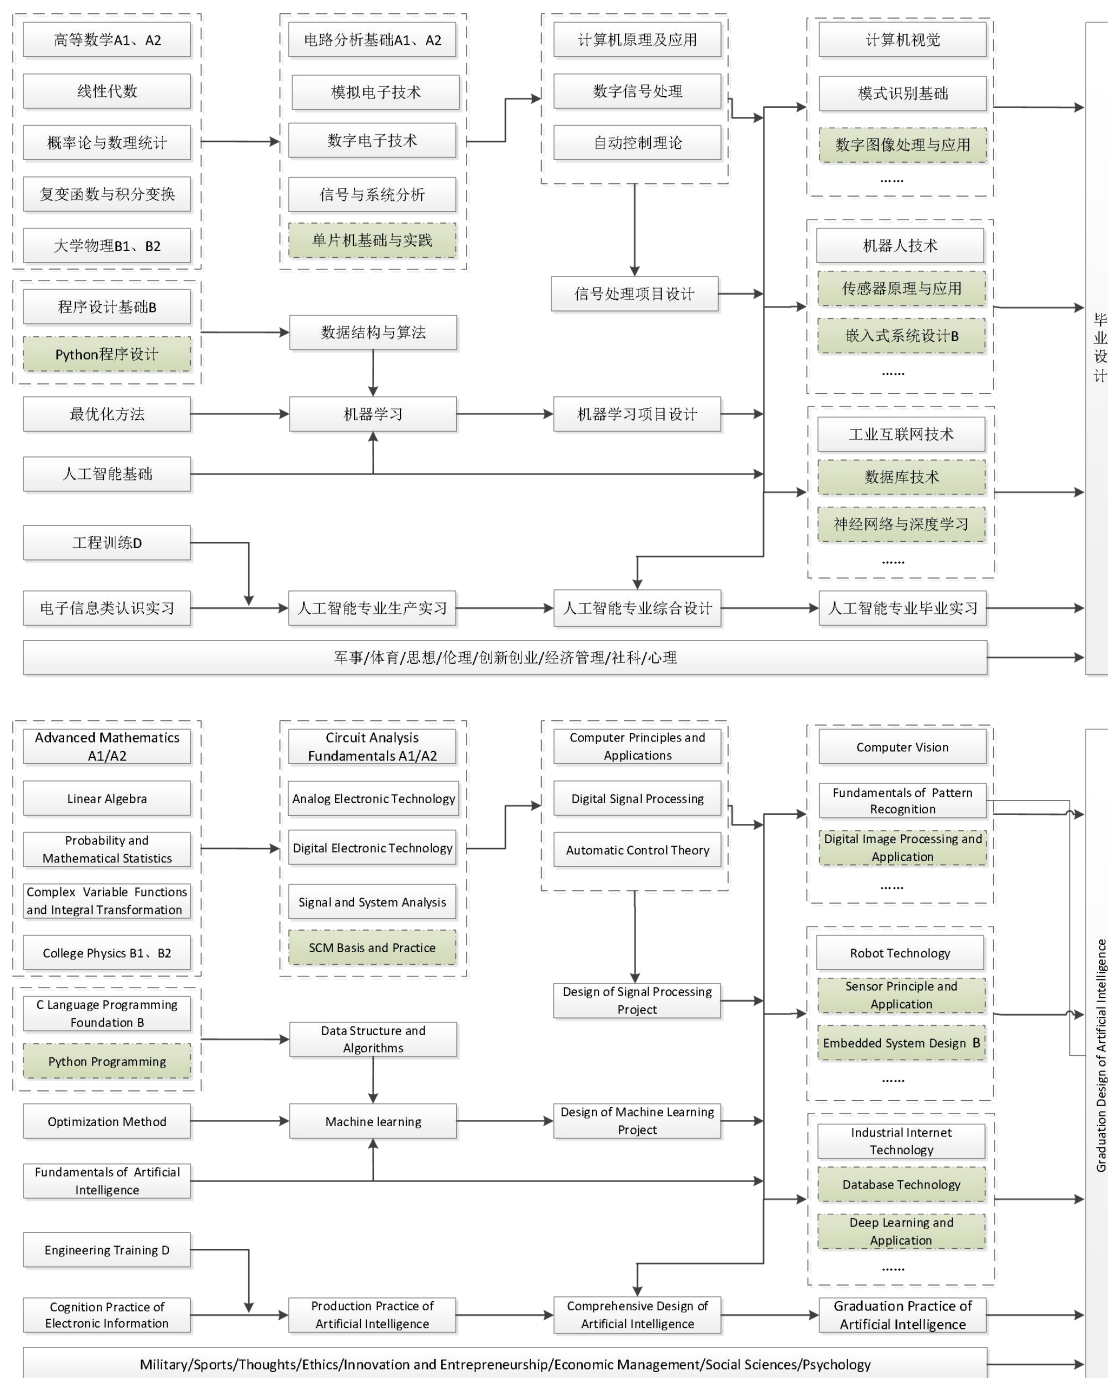 高等数学A1、A2
线性代数
概率论与数理统计
复变函数与积分变换
大学物理B1、B2
电路分析基础A1、A2
模拟电子技术
数字电子技术
信号与系统分析
单片机基础与实践
计算机原理及应用
数字信号处理
自动控制理论
计算机视觉
模式识别基础
数字图像处理与应用
……
机器人技术
传感器原理与应用
嵌入式系统设计B
……
信号处理项目设计
程序设计基础B
Python程序设计
数据结构与算法
最优化方法
机器学习
机器学习项目设计
人工智能基础
工业互联网技术
数据库技术
神经网络与深度学习
……
工程训练D
电子信息类认识实习
人工智能专业生产实习
人工智能专业综合设计
人工智能专业毕业实习
军事/体育/思想/伦理/创新创业/经济管理/社科/心理
毕
业
设
计
Advanced Mathematics
A1/A2
Linear Algebra
Probability and
Mathematical Statistics
Complex Variable Functions
and Integral Transformation
College Physics B1、B2
Circuit Analysis
Fundamentals A1/A2
Analog Electronic Technology
Digital Electronic Technology
Signal and System Analysis
SCM Basis and Practice
Computer Principles and
Applications
Digital Signal Processing
Automatic Control Theory
Computer Vision
Fundamentals of Pattern
Recognition
Digital Image Processing and
Application
……
Robot Technology
Sensor Principle and
Application
Embedded System Design B
……
Design of Signal Processing
Project
C Language Programming
Foundation B
Python Programming
Data Structure and
Algorithms
Optimization Method
Machine learning
Design of Machine Learning
Project
Fundamentals of Artificial
Intelligence
Industrial Internet
Technology
Database Technology
Deep Learning and
Application
……
Engineering Training D
Cognition Practice of
Electronic Information
Production Practice of
Artificial Intelligence
Comprehensive Design of
Artificial Intelligence
Graduation Practice of
Artificial Intelligence
Military/Sports/Thoughts/Ethics/Innovation and Entrepreneurship/Economic Management/Social Sciences/Psychology
Graduation Design of Artificial Intelligence